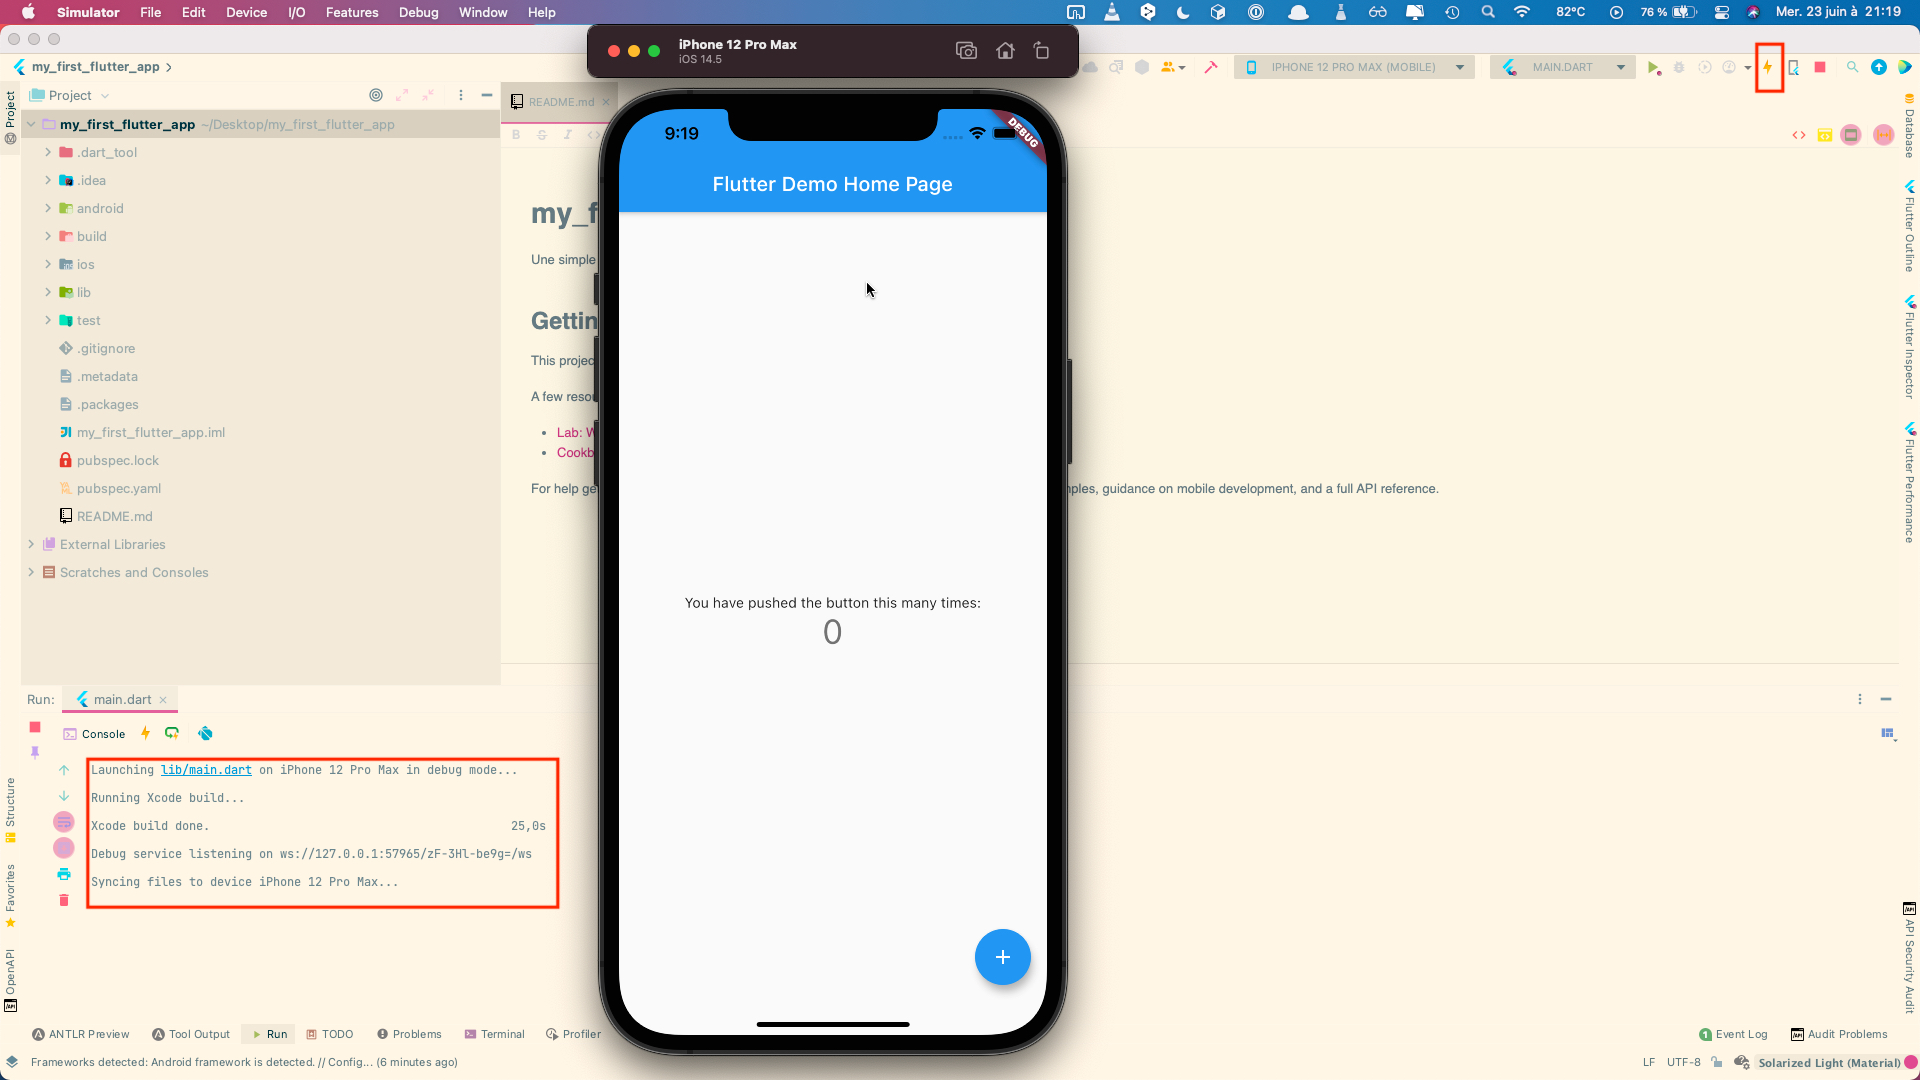 Simulator File Edit Device I/O Features Debug Window Help
82°C 76 % Mer. 23 juin à 21:19
iPhone 12 Pro Max
iOS 14.5
my_first_flutter_app
IPHONE 12 PRO MAX (MOBILE)
MAIN.DART
Project
Project
README.md
my_first_flutter_app ~/Desktop/my_first_flutter_app
.dart_tool
.idea
android
build
ios
lib
test
.gitignore
.metadata
.packages
my_first_flutter_app.iml
pubspec.lock
pubspec.yaml
README.md
External Libraries
Scratches and Consoles
my_f
Une simple
Gettin
This projec
A few resou
Lab: W
Cookb
For help ge
mples, guidance on mobile development, and a full API reference.
9:19
DEBUG
Flutter Demo Home Page
You have pushed the button this many times:
0
+
Database
Flutter Outline
Flutter Inspector
Flutter Performance
API Security Audit
Run: main.dart
Console
Launching lib/main.dart on iPhone 12 Pro Max in debug mode...
Running Xcode build...
Xcode build done. 25,0s
Debug service listening on ws://127.0.0.1:57965/zF-3Hl-be9g=/ws
Syncing files to device iPhone 12 Pro Max...
Structure
Favorites
OpenAPI
ANTLR Preview Tool Output Run TODO Problems Terminal Profiler
1 Event Log Audit Problems
Frameworks detected: Android framework is detected. // Config... (6 minutes ago)
LF UTF-8 Solarized Light (Material)